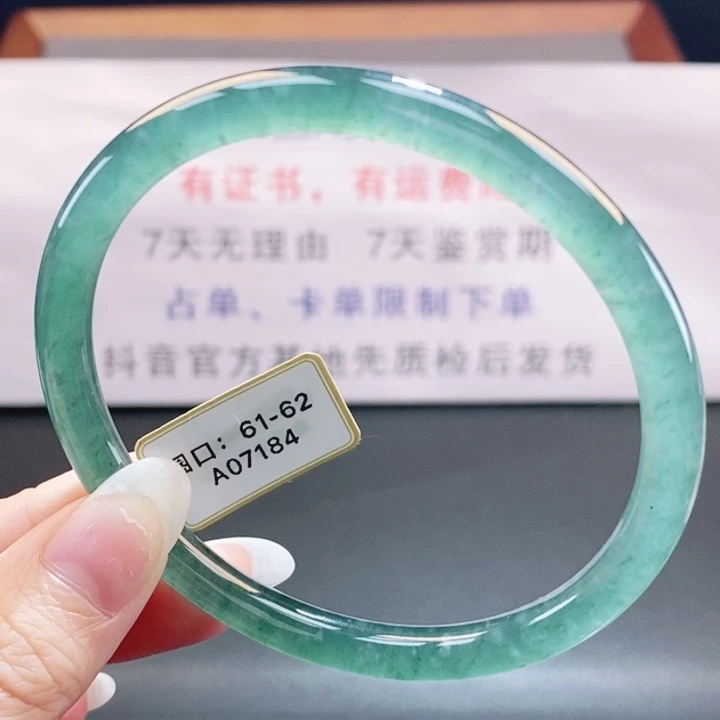 有证书，有运费
7天无理由 7天鉴赏期
占单、卡单限制下单
抖音官方基地先质检后发货
圈口：61-62
A07184